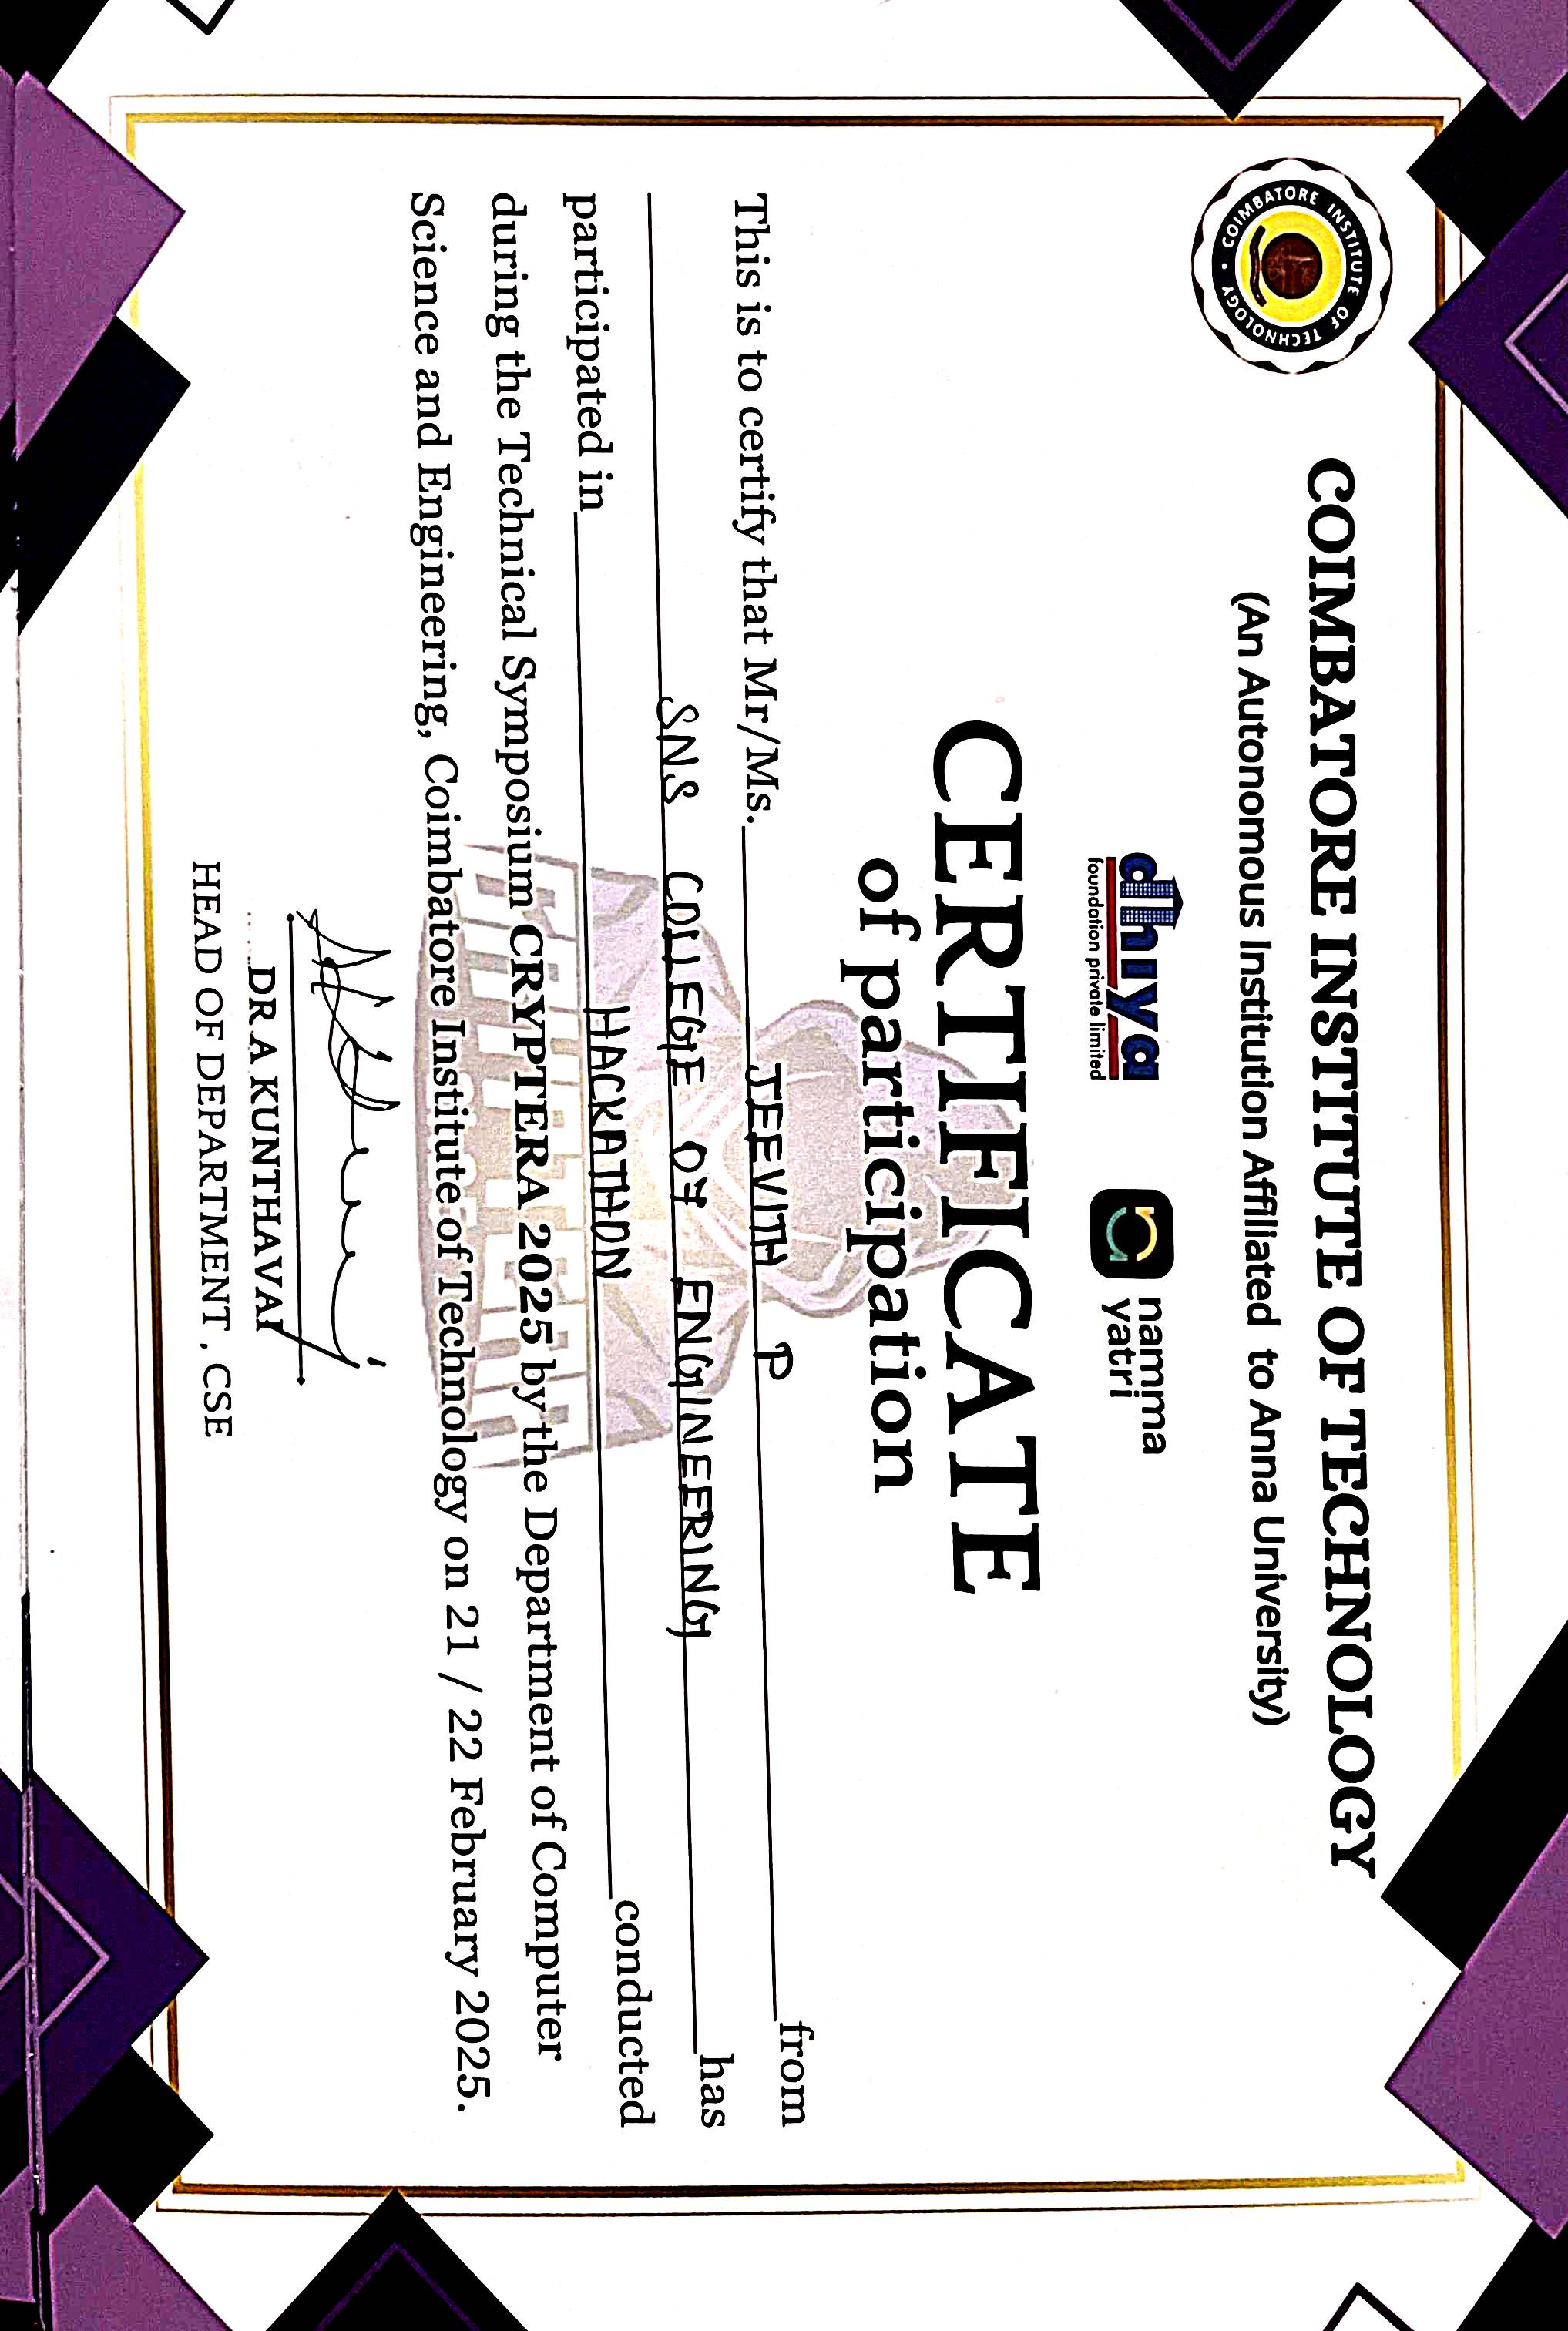 COIMBATORE INSTITUTE OF TECHNOLOGY
COIMBATORE INSTITUTE OF TECHNOLOGY
(An Autonomous Institution Affiliated to Anna University)
dhiya
foundation private limited
namma
yatri
CERTIFICATE
of participation
This is to certify that Mr/Ms. JEEVITH P from
SNS COLLEGE OF ENGINEERING has
participated in HACKATHON conducted
CRYPTERA
during the Technical Symposium CRYPTERA 2025 by the Department of Computer
Science and Engineering, Coimbatore Institute of Technology on 21 / 22 February 2025.
DR A KUNTHAVAI
HEAD OF DEPARTMENT , CSE